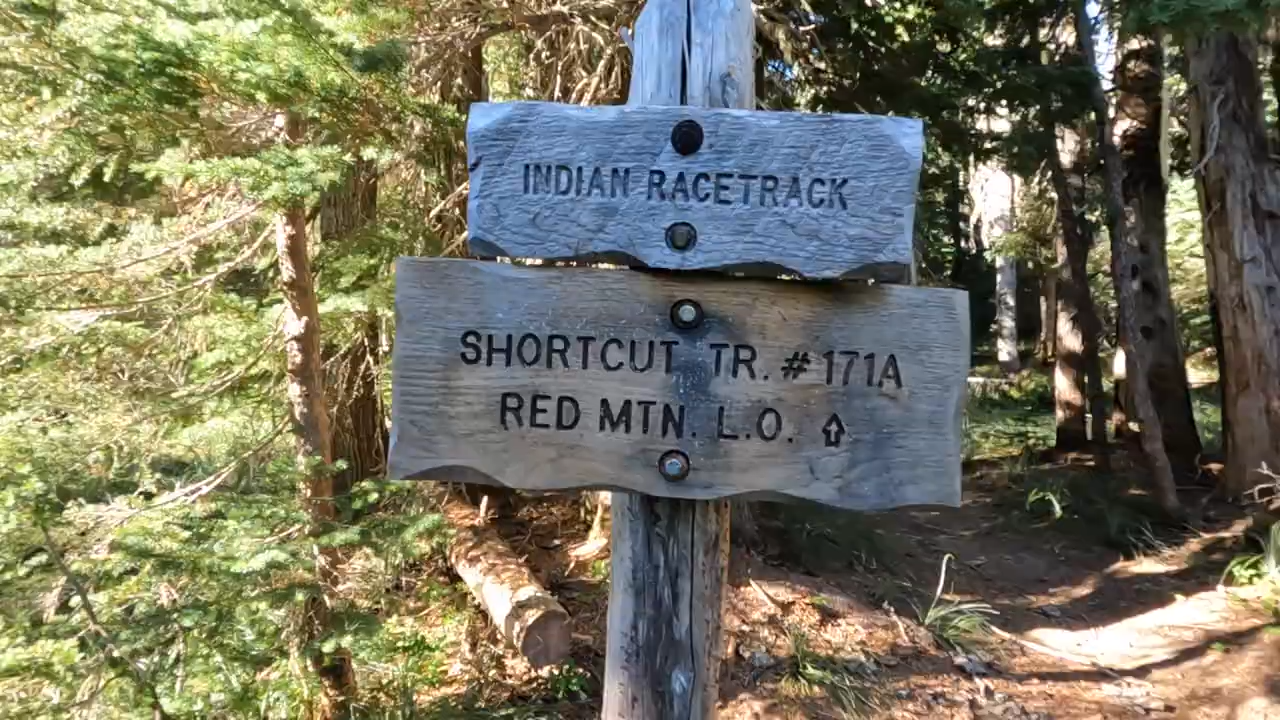 INDIAN RACETRACK
SHORTCUT TR. #171A
RED MTN. L.O. ⇧